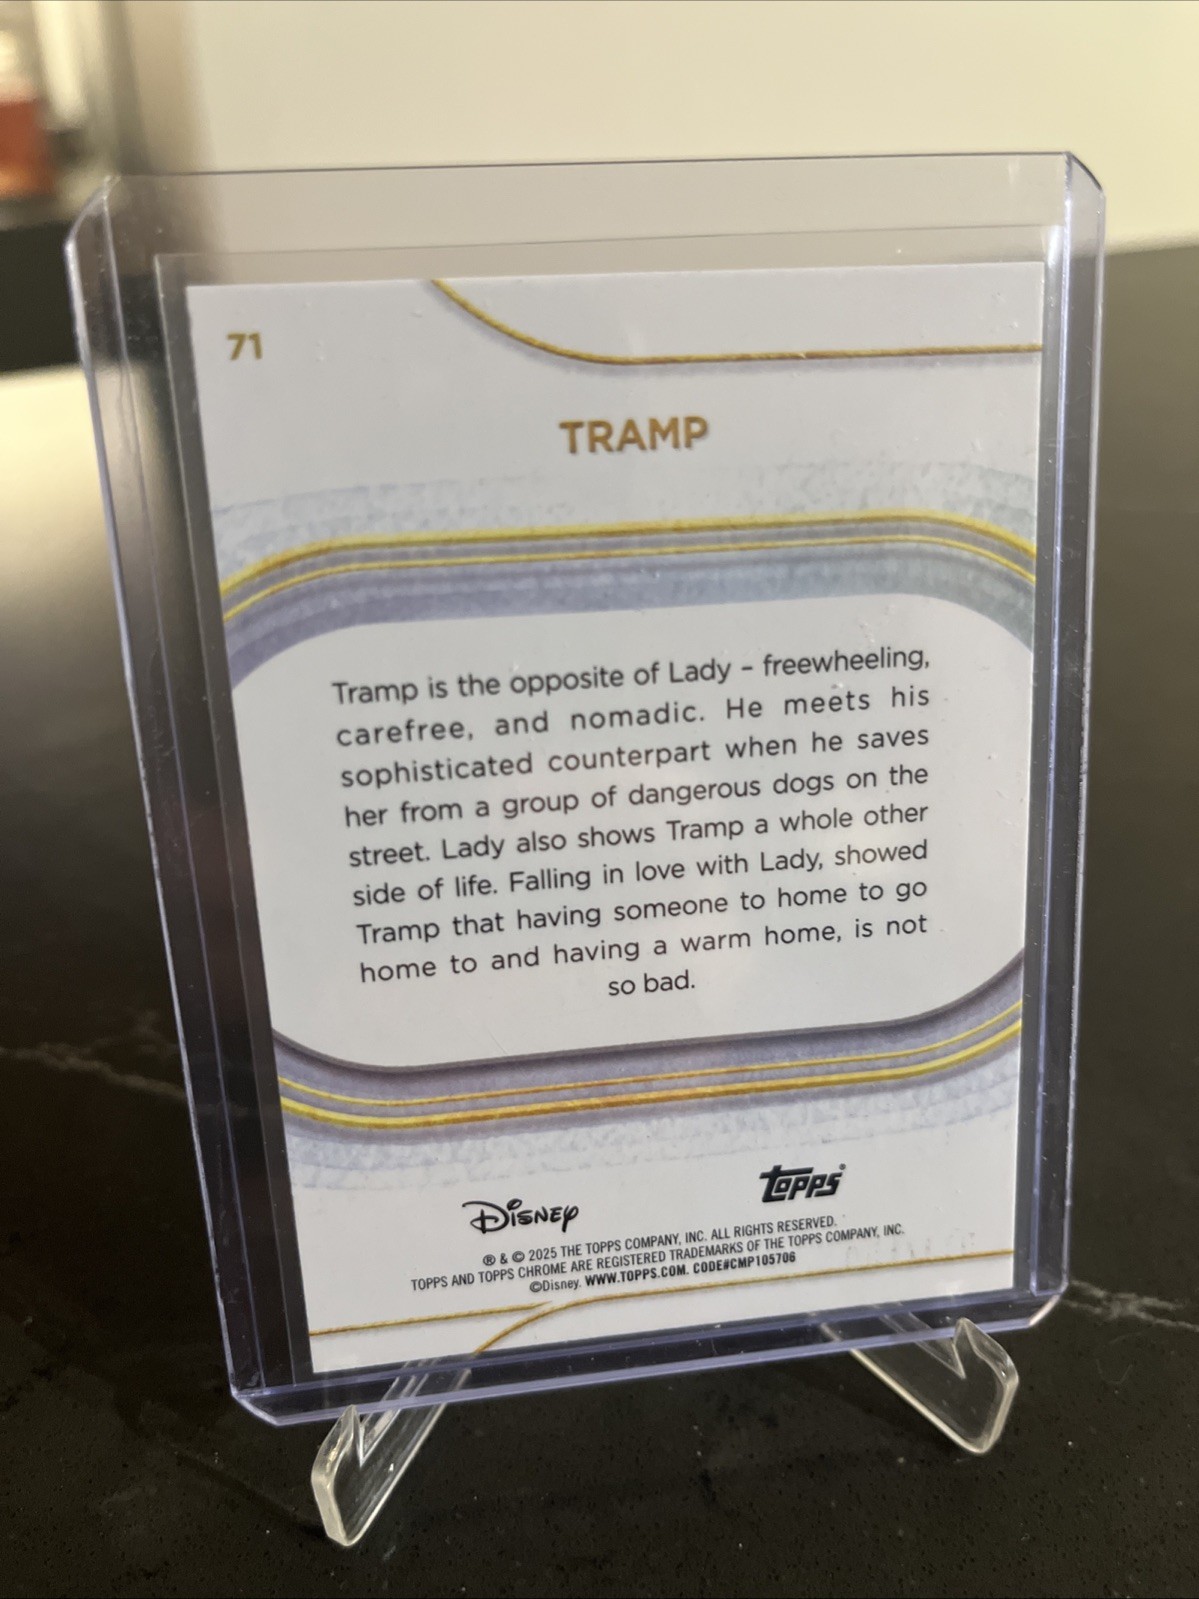 71
TRAMP
Tramp is the opposite of Lady – freewheeling,
carefree, and nomadic. He meets his
sophisticated counterpart when he saves
her from a group of dangerous dogs on the
street. Lady also shows Tramp a whole other
side of life. Falling in love with Lady, showed
Tramp that having someone to home to go
home to and having a warm home, is not
so bad.
Disney
Topps®
® & © 2025 THE TOPPS COMPANY, INC. ALL RIGHTS RESERVED.
TOPPS AND TOPPS CHROME ARE REGISTERED TRADEMARKS OF THE TOPPS COMPANY, INC.
©Disney. WWW.TOPPS.COM. CODE#CMP105706